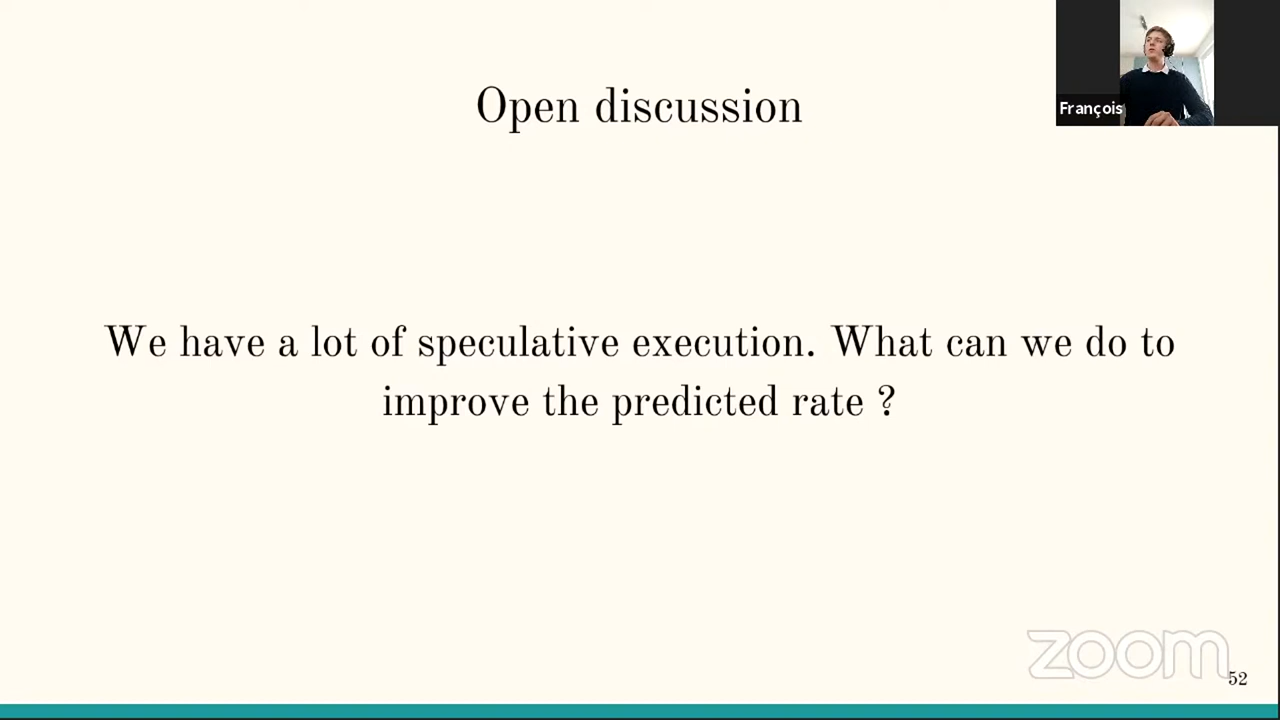 Open discussion
François
We have a lot of speculative execution. What can we do to
improve the predicted rate ?
zoom
52